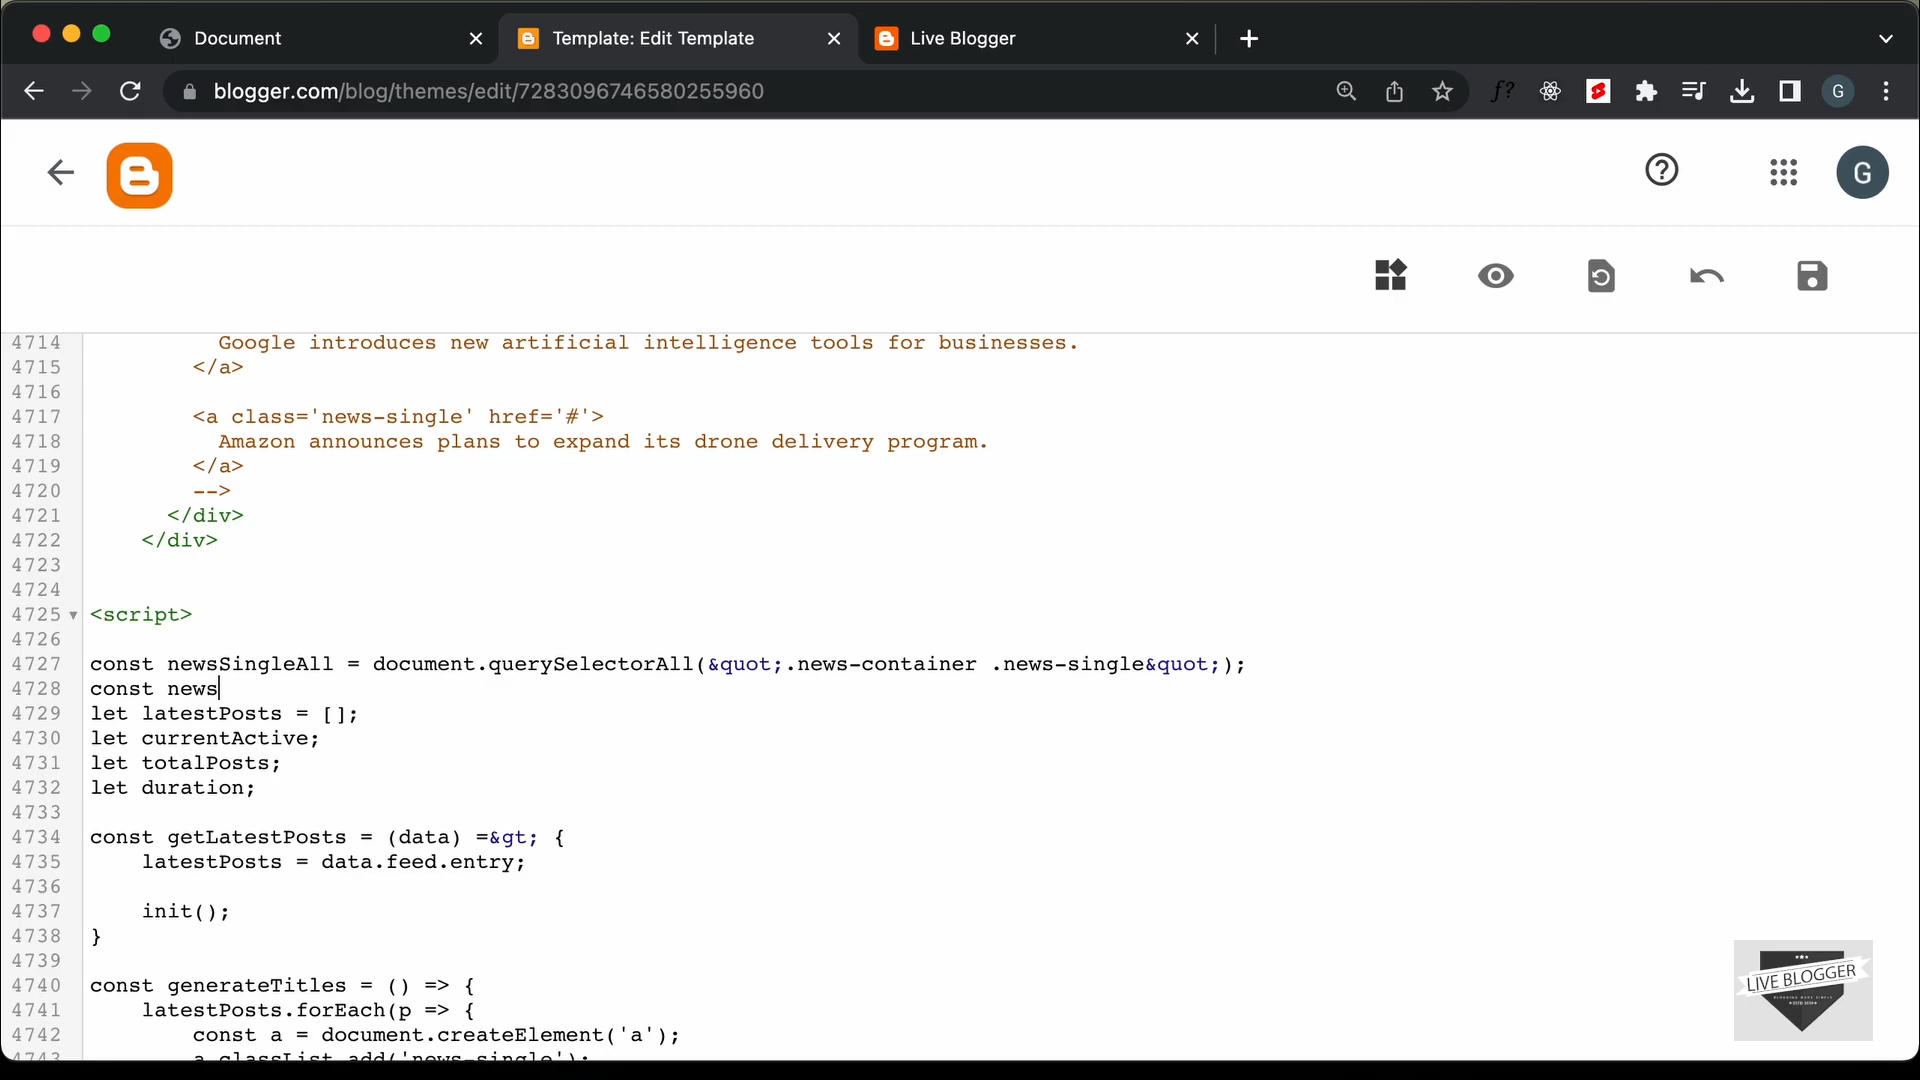 Document
Template: Edit Template
Live Blogger
blogger.com/blog/themes/edit/7283096746580255960
f?
G
G
4714 Google introduces new artificial intelligence tools for businesses.
4715 </a>
4716
4717 <a class='news-single' href='#'>
4718 Amazon announces plans to expand its drone delivery program.
4719 </a>
4720 -->
4721 </div>
4722 </div>
4723
4724
4725 <script>
4726
4727 const newsSingleAll = document.querySelectorAll(&quot;.news-container .news-single&quot;);
4728 const news
4729 let latestPosts = [];
4730 let currentActive;
4731 let totalPosts;
4732 let duration;
4733
4734 const getLatestPosts = (data) =&gt; {
4735 latestPosts = data.feed.entry;
4736
4737 init();
4738 }
4739
4740 const generateTitles = () => {
4741 latestPosts.forEach(p => {
4742 const a = document.createElement('a');
4743 a.classList.add('news-single');
LIVE BLOGGER